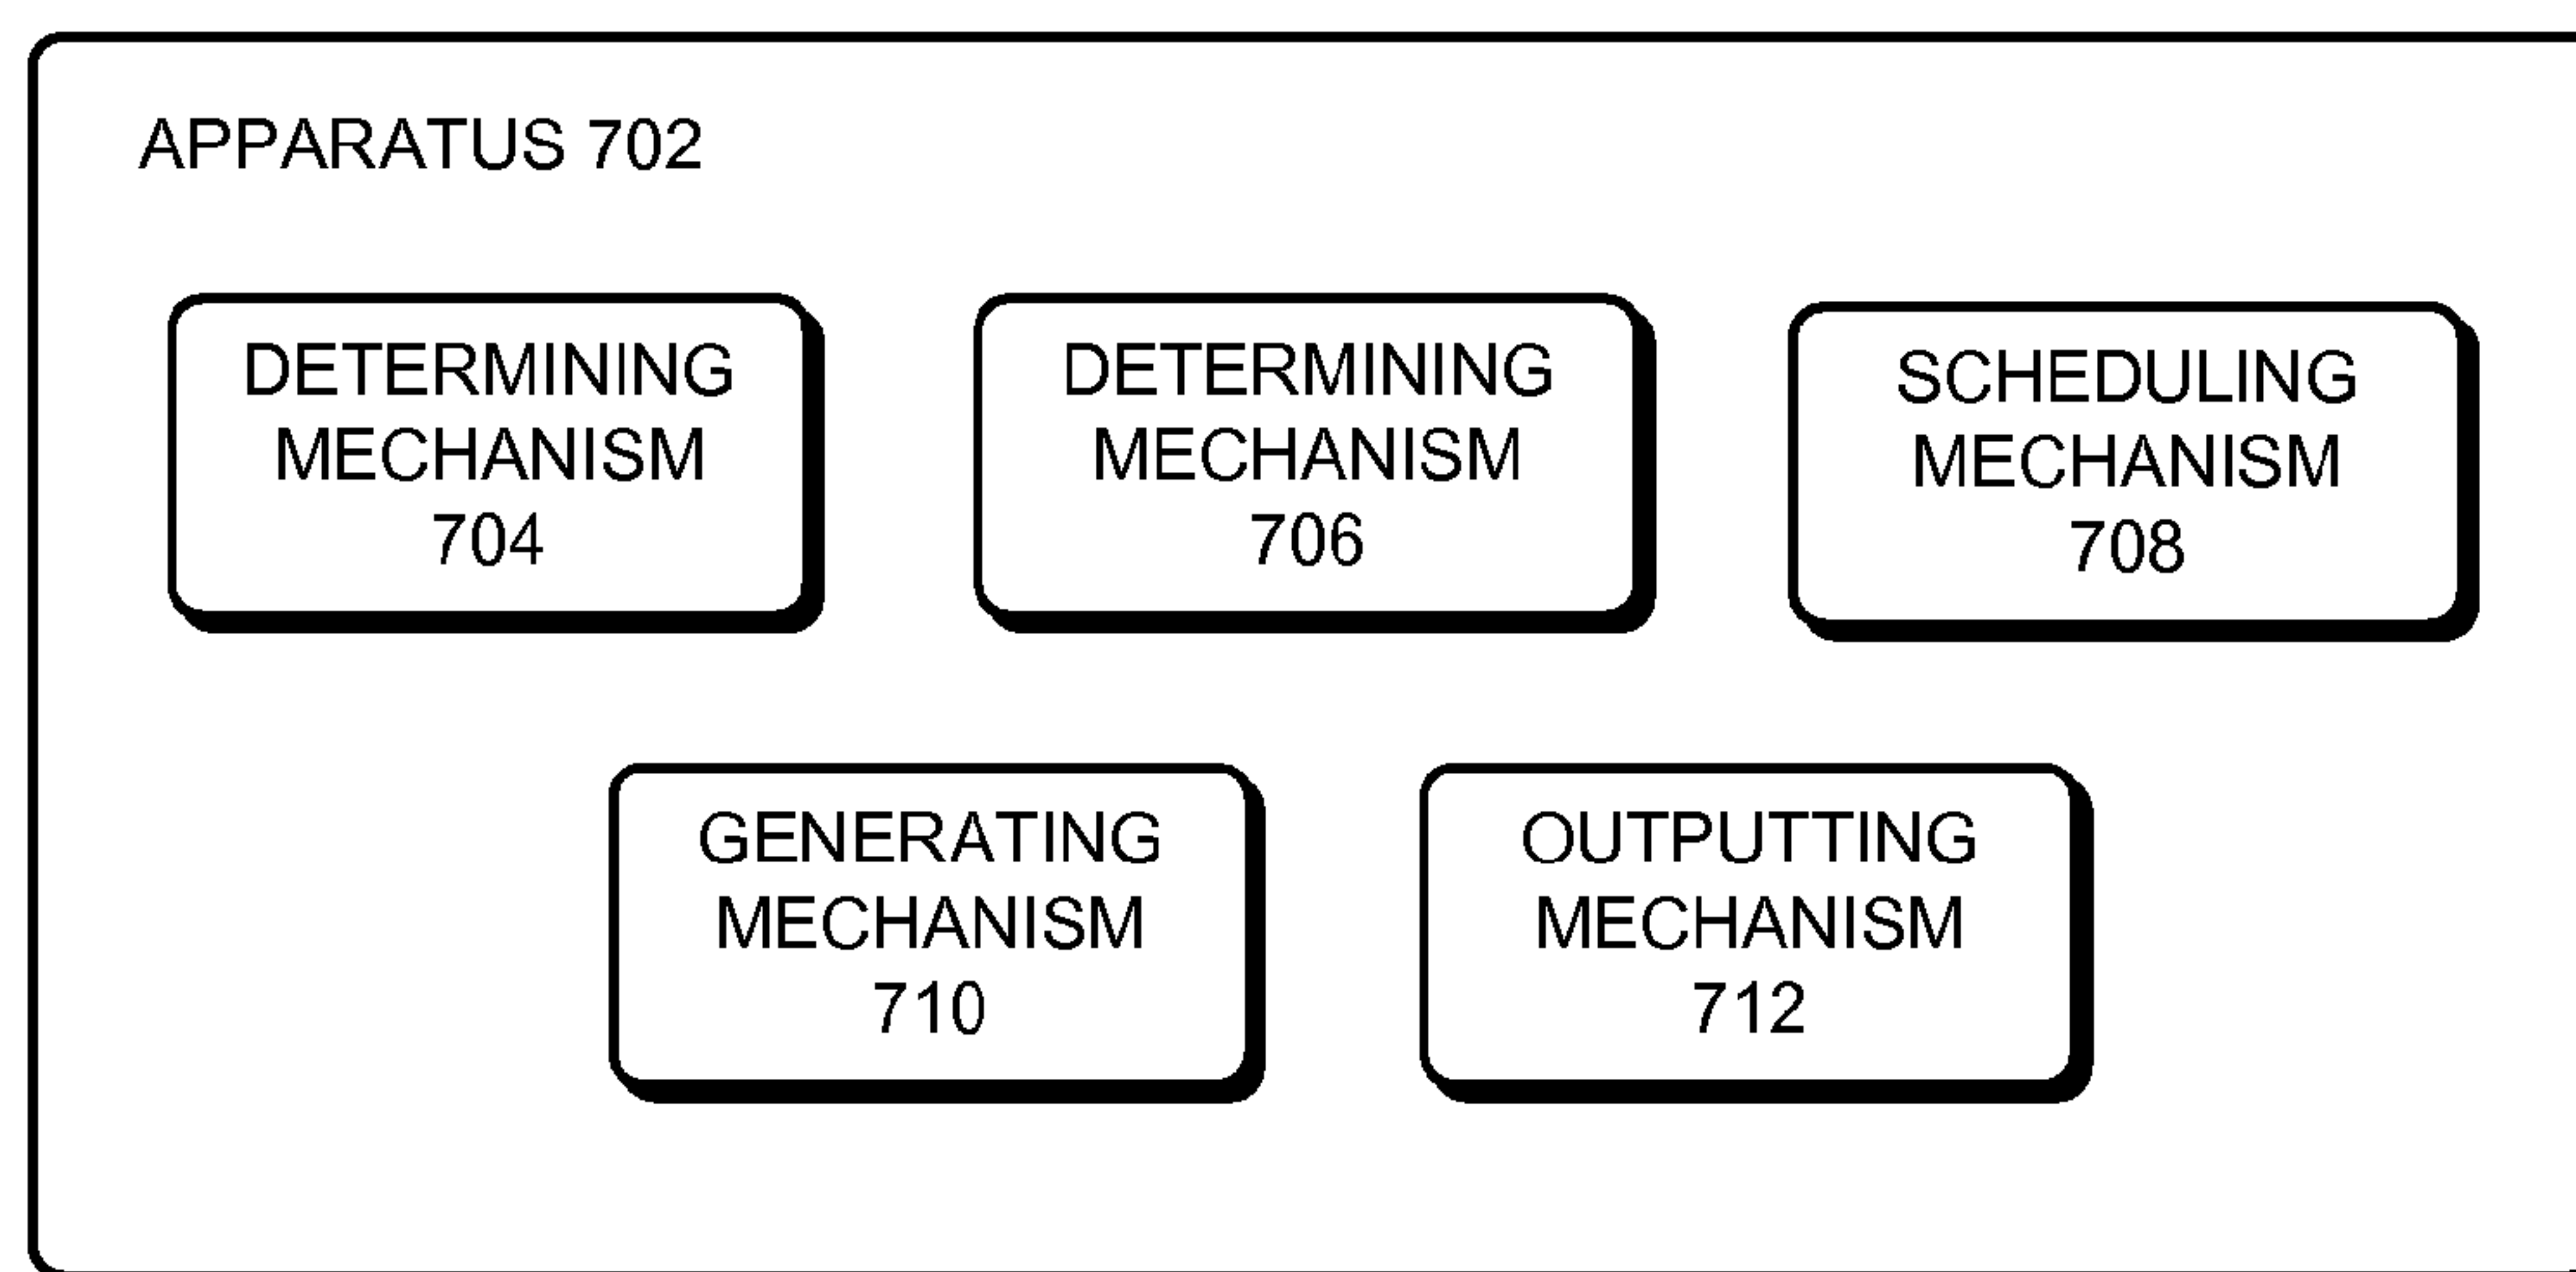 APPARATUS 702
DETERMINING
MECHANISM
704
DETERMINING
MECHANISM
706
SCHEDULING
MECHANISM
708
GENERATING
MECHANISM
710
OUTPUTTING
MECHANISM
712